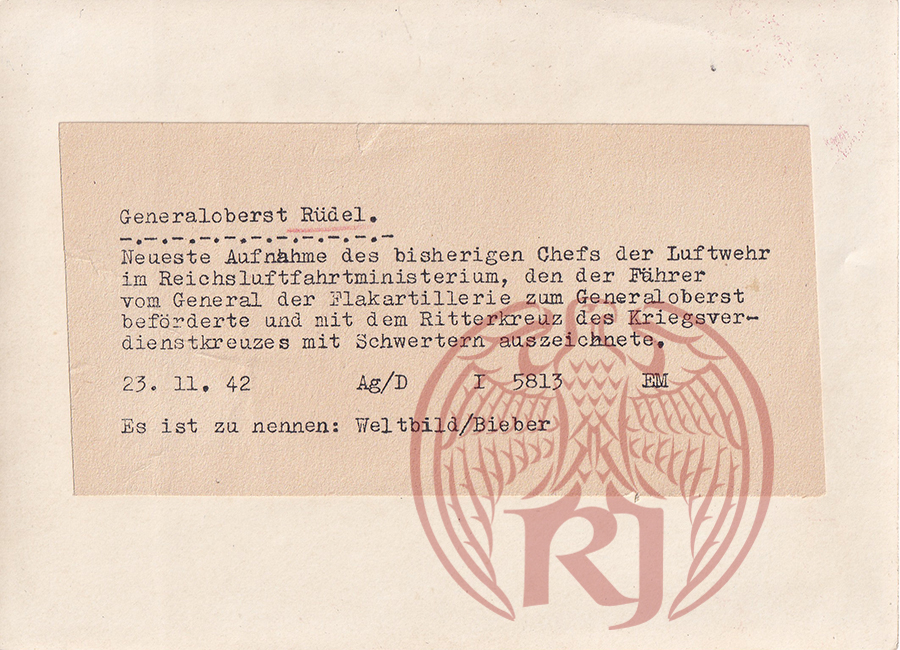 Generaloberst Rüdel.
-.-.-.-.-.-.-.-.-.-.-
Neueste Aufnahme des bisherigen Chefs der Luftwehr
im Reichsluftfahrtministerium, den der Führer
vom General der Flakartillerie zum Generaloberst
beförderte und mit dem Ritterkreuz des Kriegsver-
dienstkreuzes mit Schwertern auszeichnete.
23. 11. 42 Ag/D I 5813 EM
Es ist zu nennen: Weltbild/Bieber
RJ